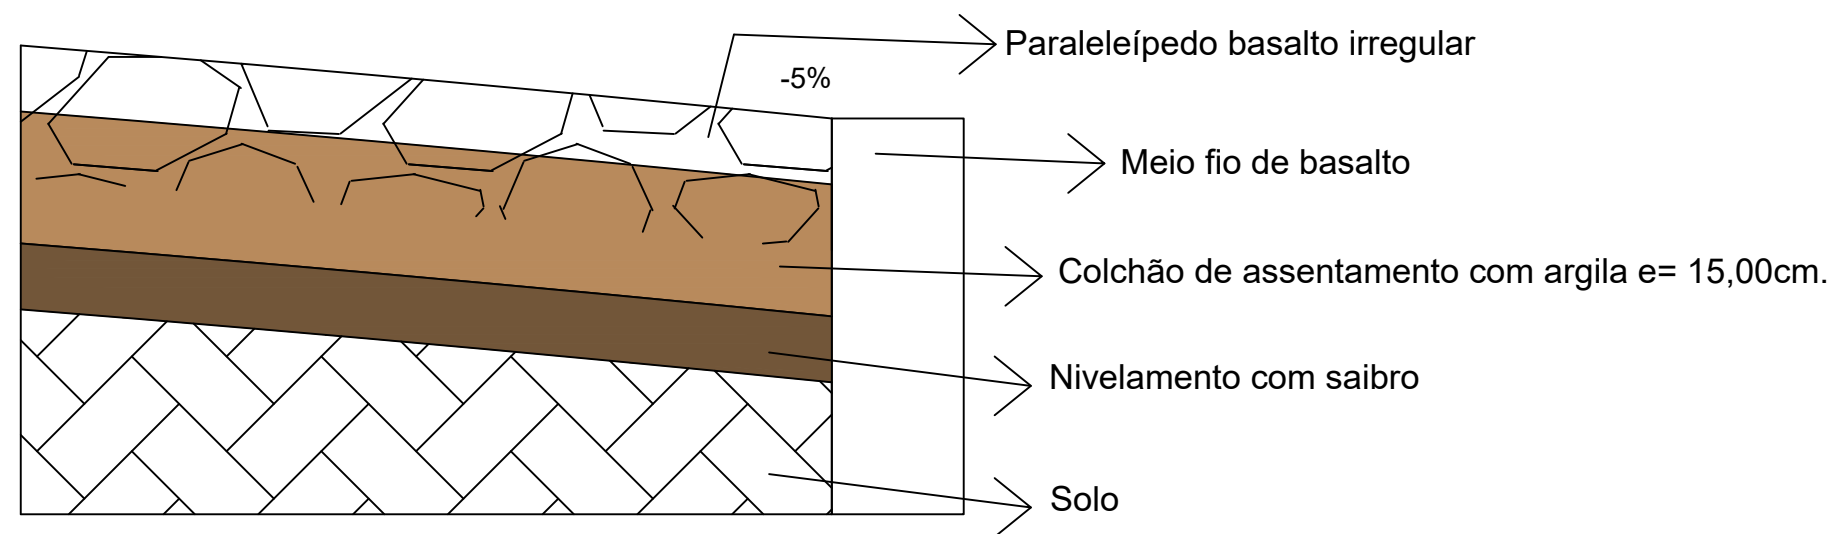 Paraleleípedo basalto irregular
-5%
Meio fio de basalto
Colchão de assentamento com argila e= 15,00cm.
Nivelamento com saibro
Solo